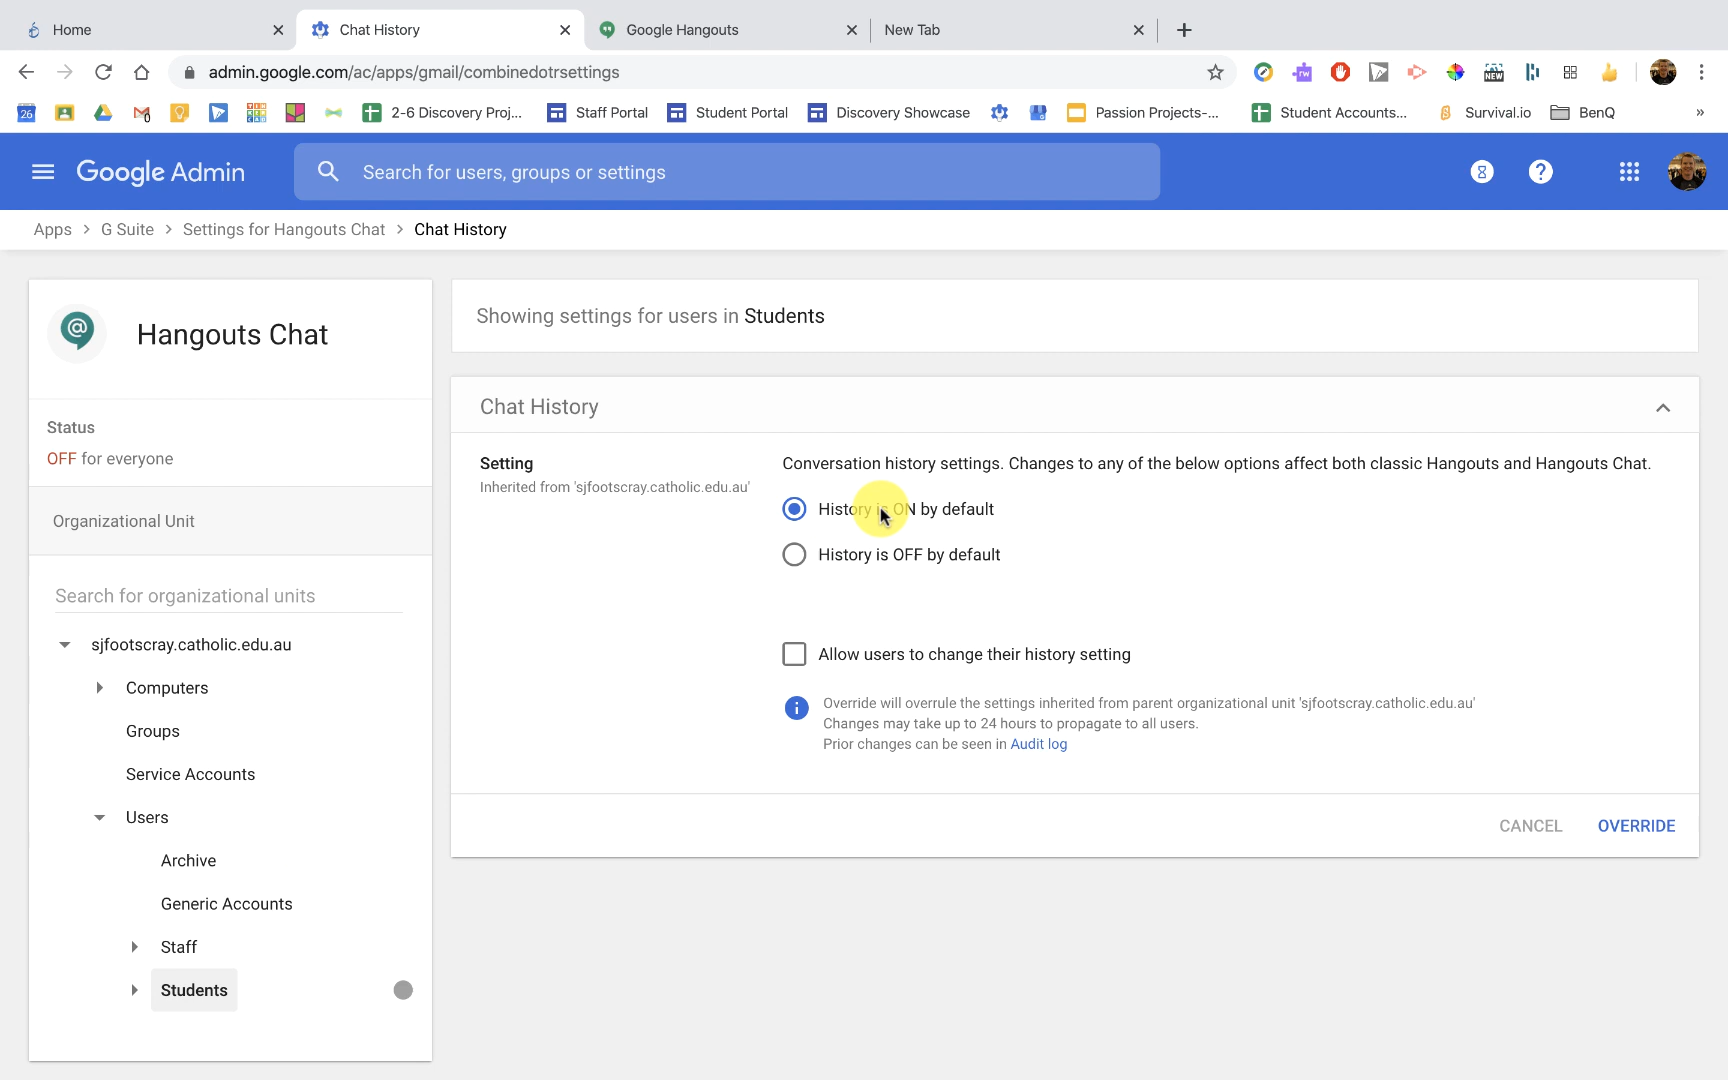 Home
Chat History
Google Hangouts
New Tab
admin.google.com/ac/apps/gmail/combinedotrsettings
NEW
26
2-6 Discovery Proj...
Staff Portal
Student Portal
Discovery Showcase
Passion Projects-...
Student Accounts...
Survival.io
BenQ
»
Google Admin
Search for users, groups or settings
Apps > G Suite > Settings for Hangouts Chat > Chat History
Hangouts Chat
Status
OFF for everyone
Organizational Unit
Search for organizational units
sjfootscray.catholic.edu.au
Computers
Groups
Service Accounts
Users
Archive
Generic Accounts
Staff
Students
Showing settings for users in Students
Chat History
Setting
Inherited from 'sjfootscray.catholic.edu.au'
Conversation history settings. Changes to any of the below options affect both classic Hangouts and Hangouts Chat.
History is ON by default
History is OFF by default
Allow users to change their history setting
Override will overrule the settings inherited from parent organizational unit 'sjfootscray.catholic.edu.au'
Changes may take up to 24 hours to propagate to all users.
Prior changes can be seen in Audit log
CANCEL
OVERRIDE